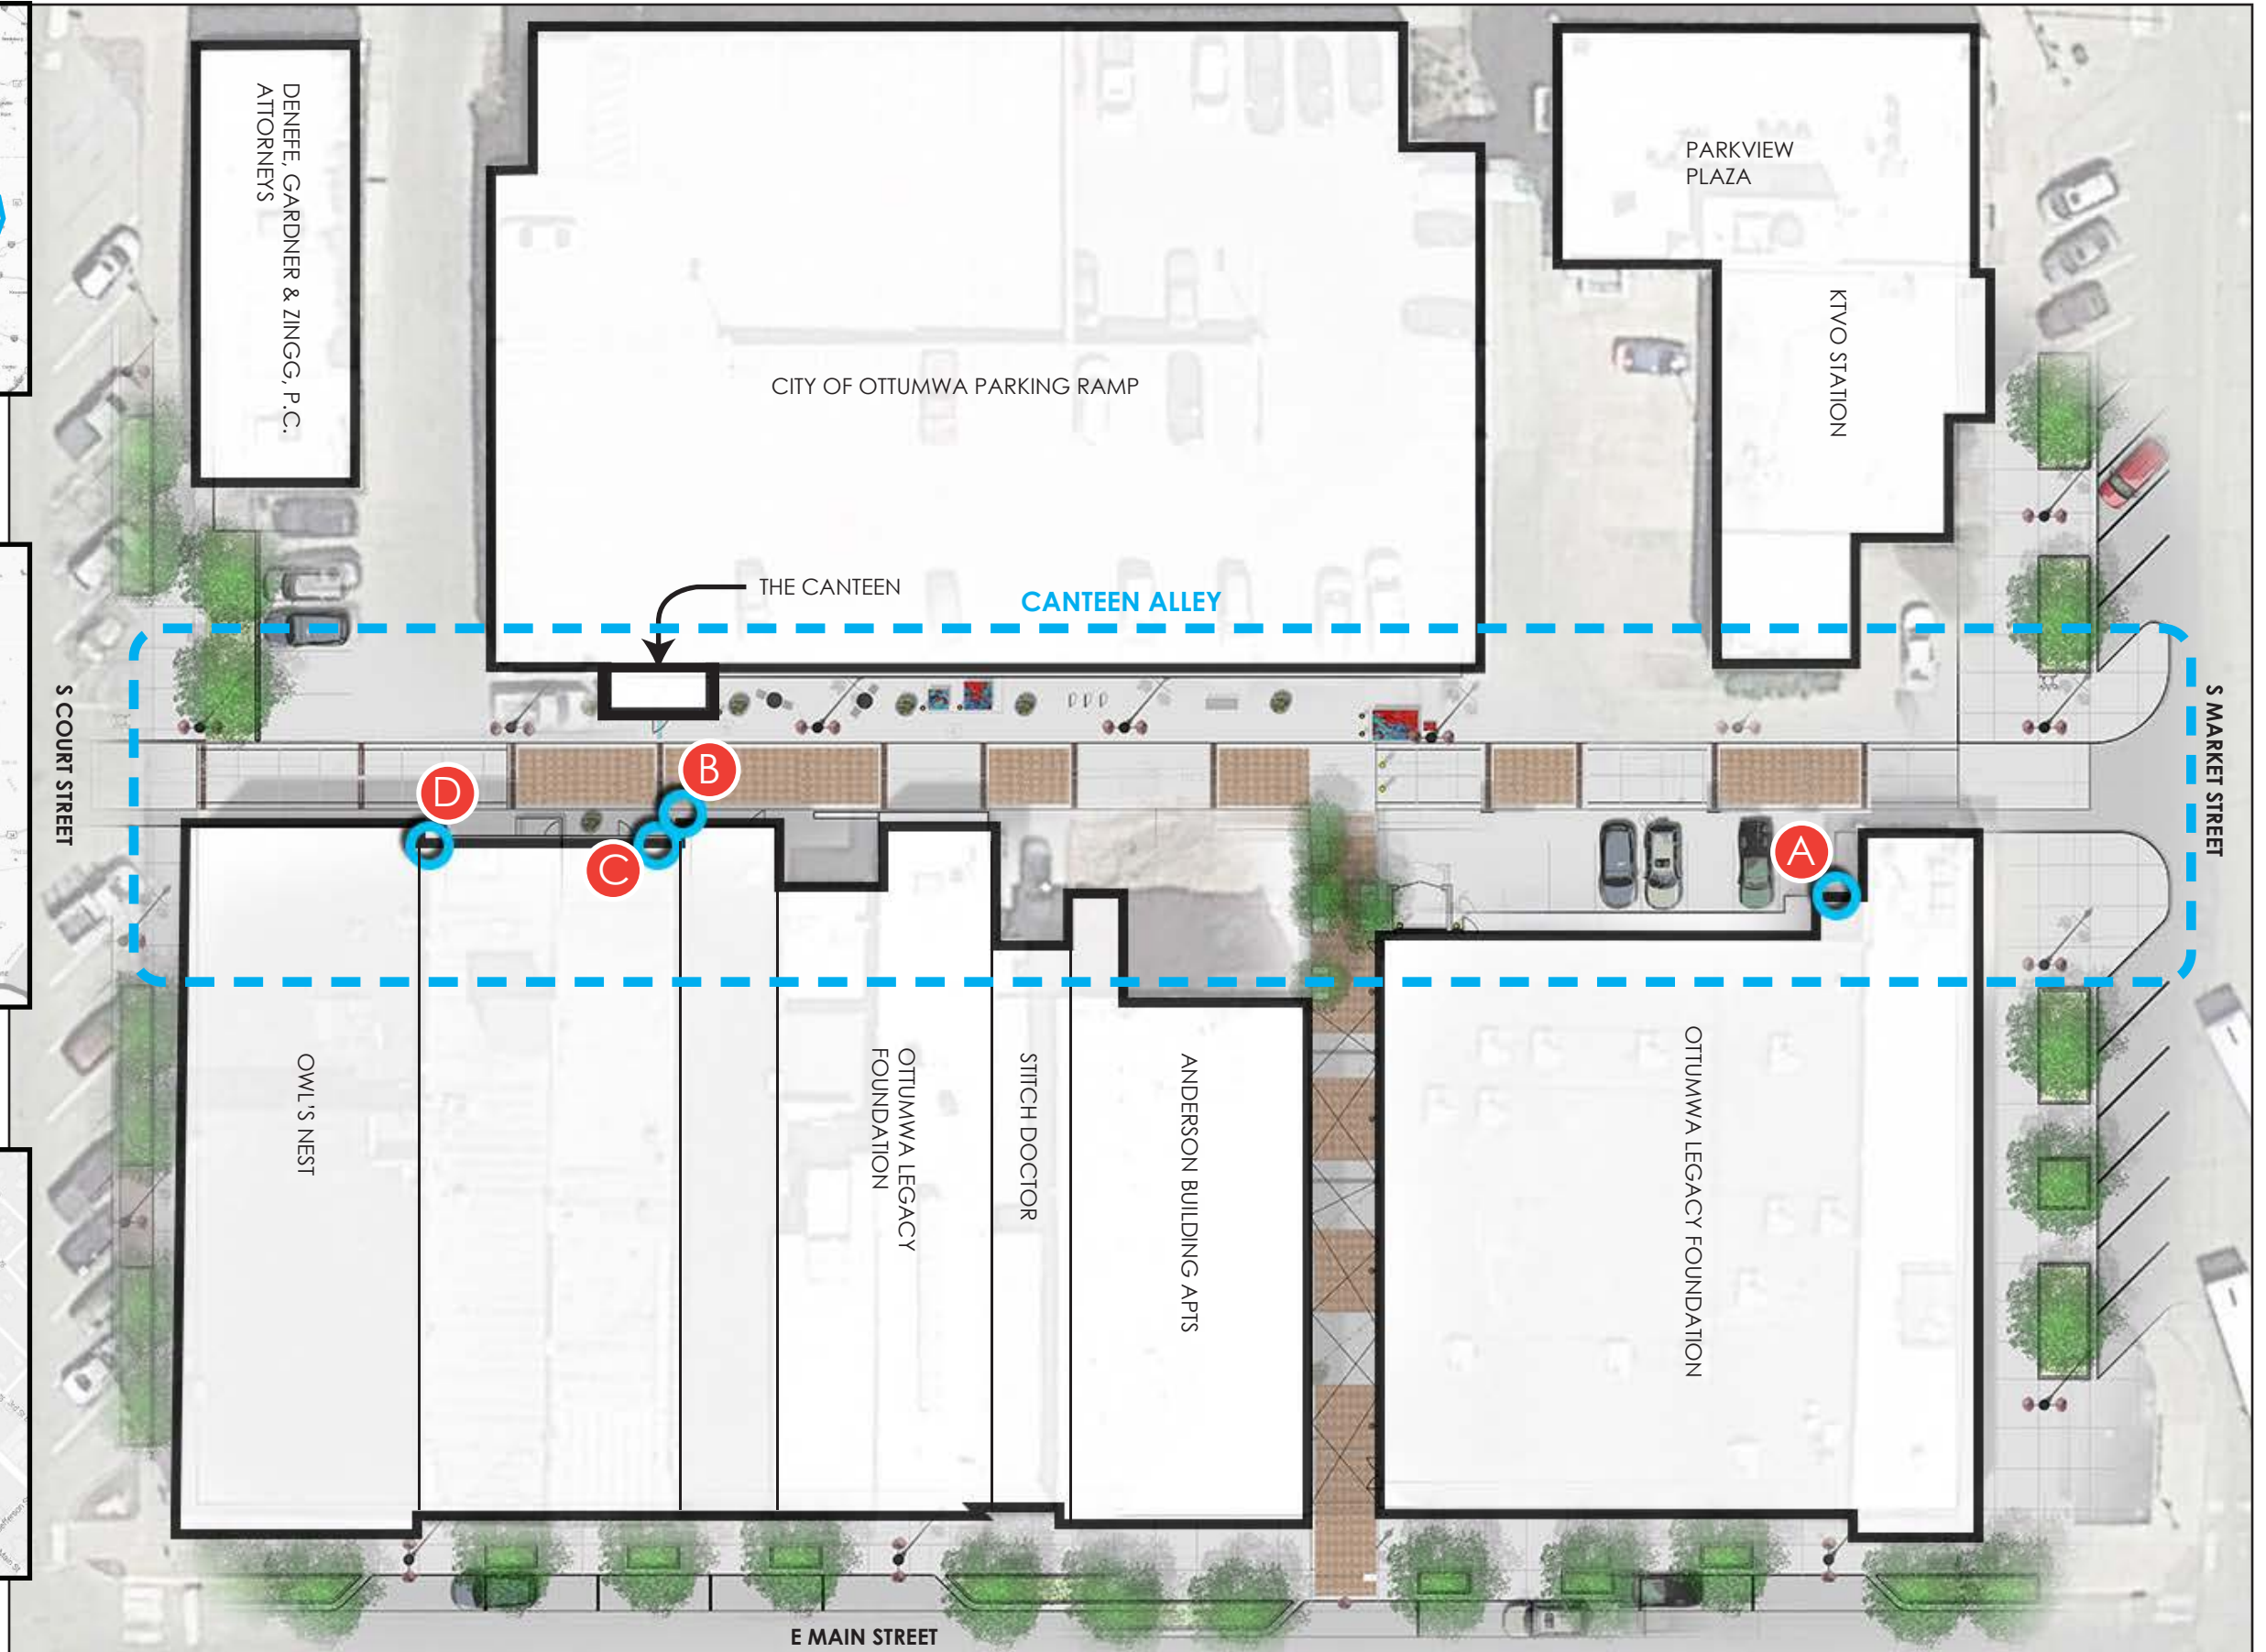 DENEFE, GARDNER & ZINGG, P.C.
ATTORNEYS
CITY OF OTTUMWA PARKING RAMP
PARKVIEW
PLAZA
KTVO STATION
THE CANTEEN
CANTEEN ALLEY
S COURT STREET
S MARKET STREET
D
B
C
A
OWL'S NEST
OTTUMWA LEGACY
FOUNDATION
STITCH DOCTOR
ANDERSON BUILDING APTS
OTTUMWA LEGACY FOUNDATION
E MAIN STREET